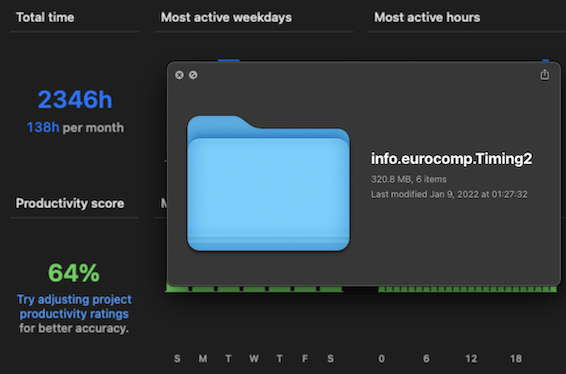 Total time
Most active weekdays
Most active hours
2346h
138h per month
info.eurocomp.Timing2
320.8 MB, 6 items
Last modified Jan 9, 2022 at 01:27:32
Productivity score
M
64%
Try adjusting project
productivity ratings
for better accuracy.
S M T W T F S
0 6 12 18